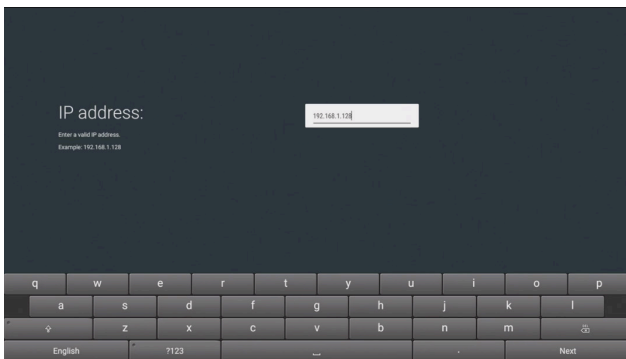 IP address:
192.168.1.128
Enter a valid IP address.
Example: 192.168.1.128
q w e r t y u i o p
a s d f g h j k l
z x c v b n m
English ?123 . Next